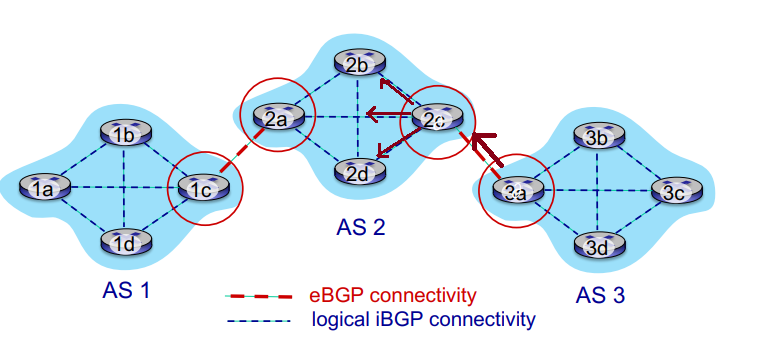 2b
2a
2c
2d
AS 2
1b
1a
1c
1d
AS 1
3b
3a
3c
3d
AS 3
eBGP connectivity
logical iBGP connectivity